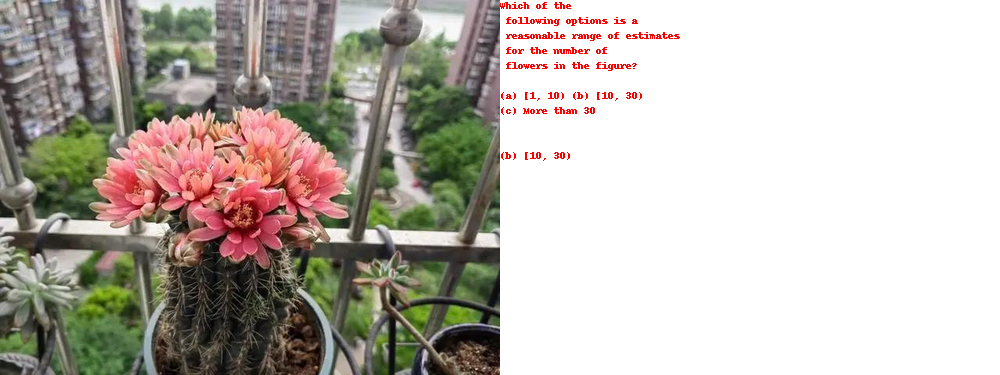 Which of the
following options is a
reasonable range of estimates
for the number of
flowers in the figure?
(a) [1, 10) (b) [10, 30)
(c) More than 30
(b) [10, 30)